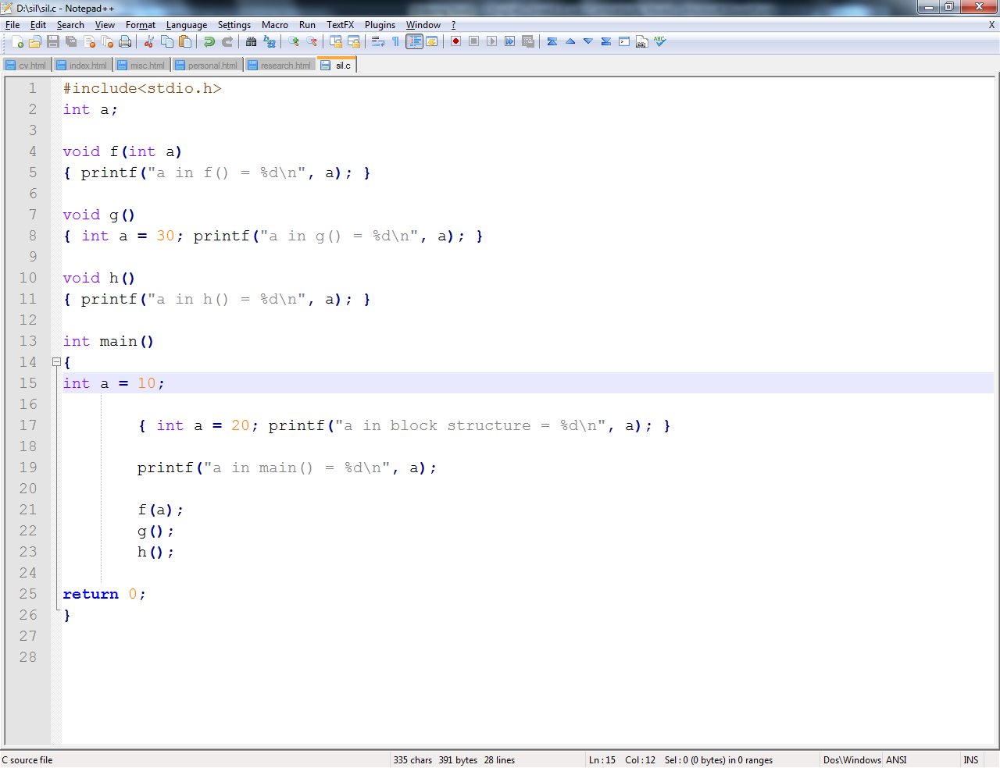 D:\sil\sil.c - Notepad++
File Edit Search View Format Language Settings Macro Run TextFX Plugins Window ? X
cv.html index.html misc.html personal.html research.html sil.c
1 #include<stdio.h>
2 int a;
3
4 void f(int a)
5 { printf("a in f() = %d\n", a); }
6
7 void g()
8 { int a = 30; printf("a in g() = %d\n", a); }
9
10 void h()
11 { printf("a in h() = %d\n", a); }
12
13 int main()
14 {
15 int a = 10;
16
17 { int a = 20; printf("a in block structure = %d\n", a); }
18
19 printf("a in main() = %d\n", a);
20
21 f(a);
22 g();
23 h();
24
25 return 0;
26 }
27
28
C source file 335 chars 391 bytes 28 lines Ln : 15 Col : 12 Sel : 0 (0 bytes) in 0 ranges Dos\Windows ANSI INS